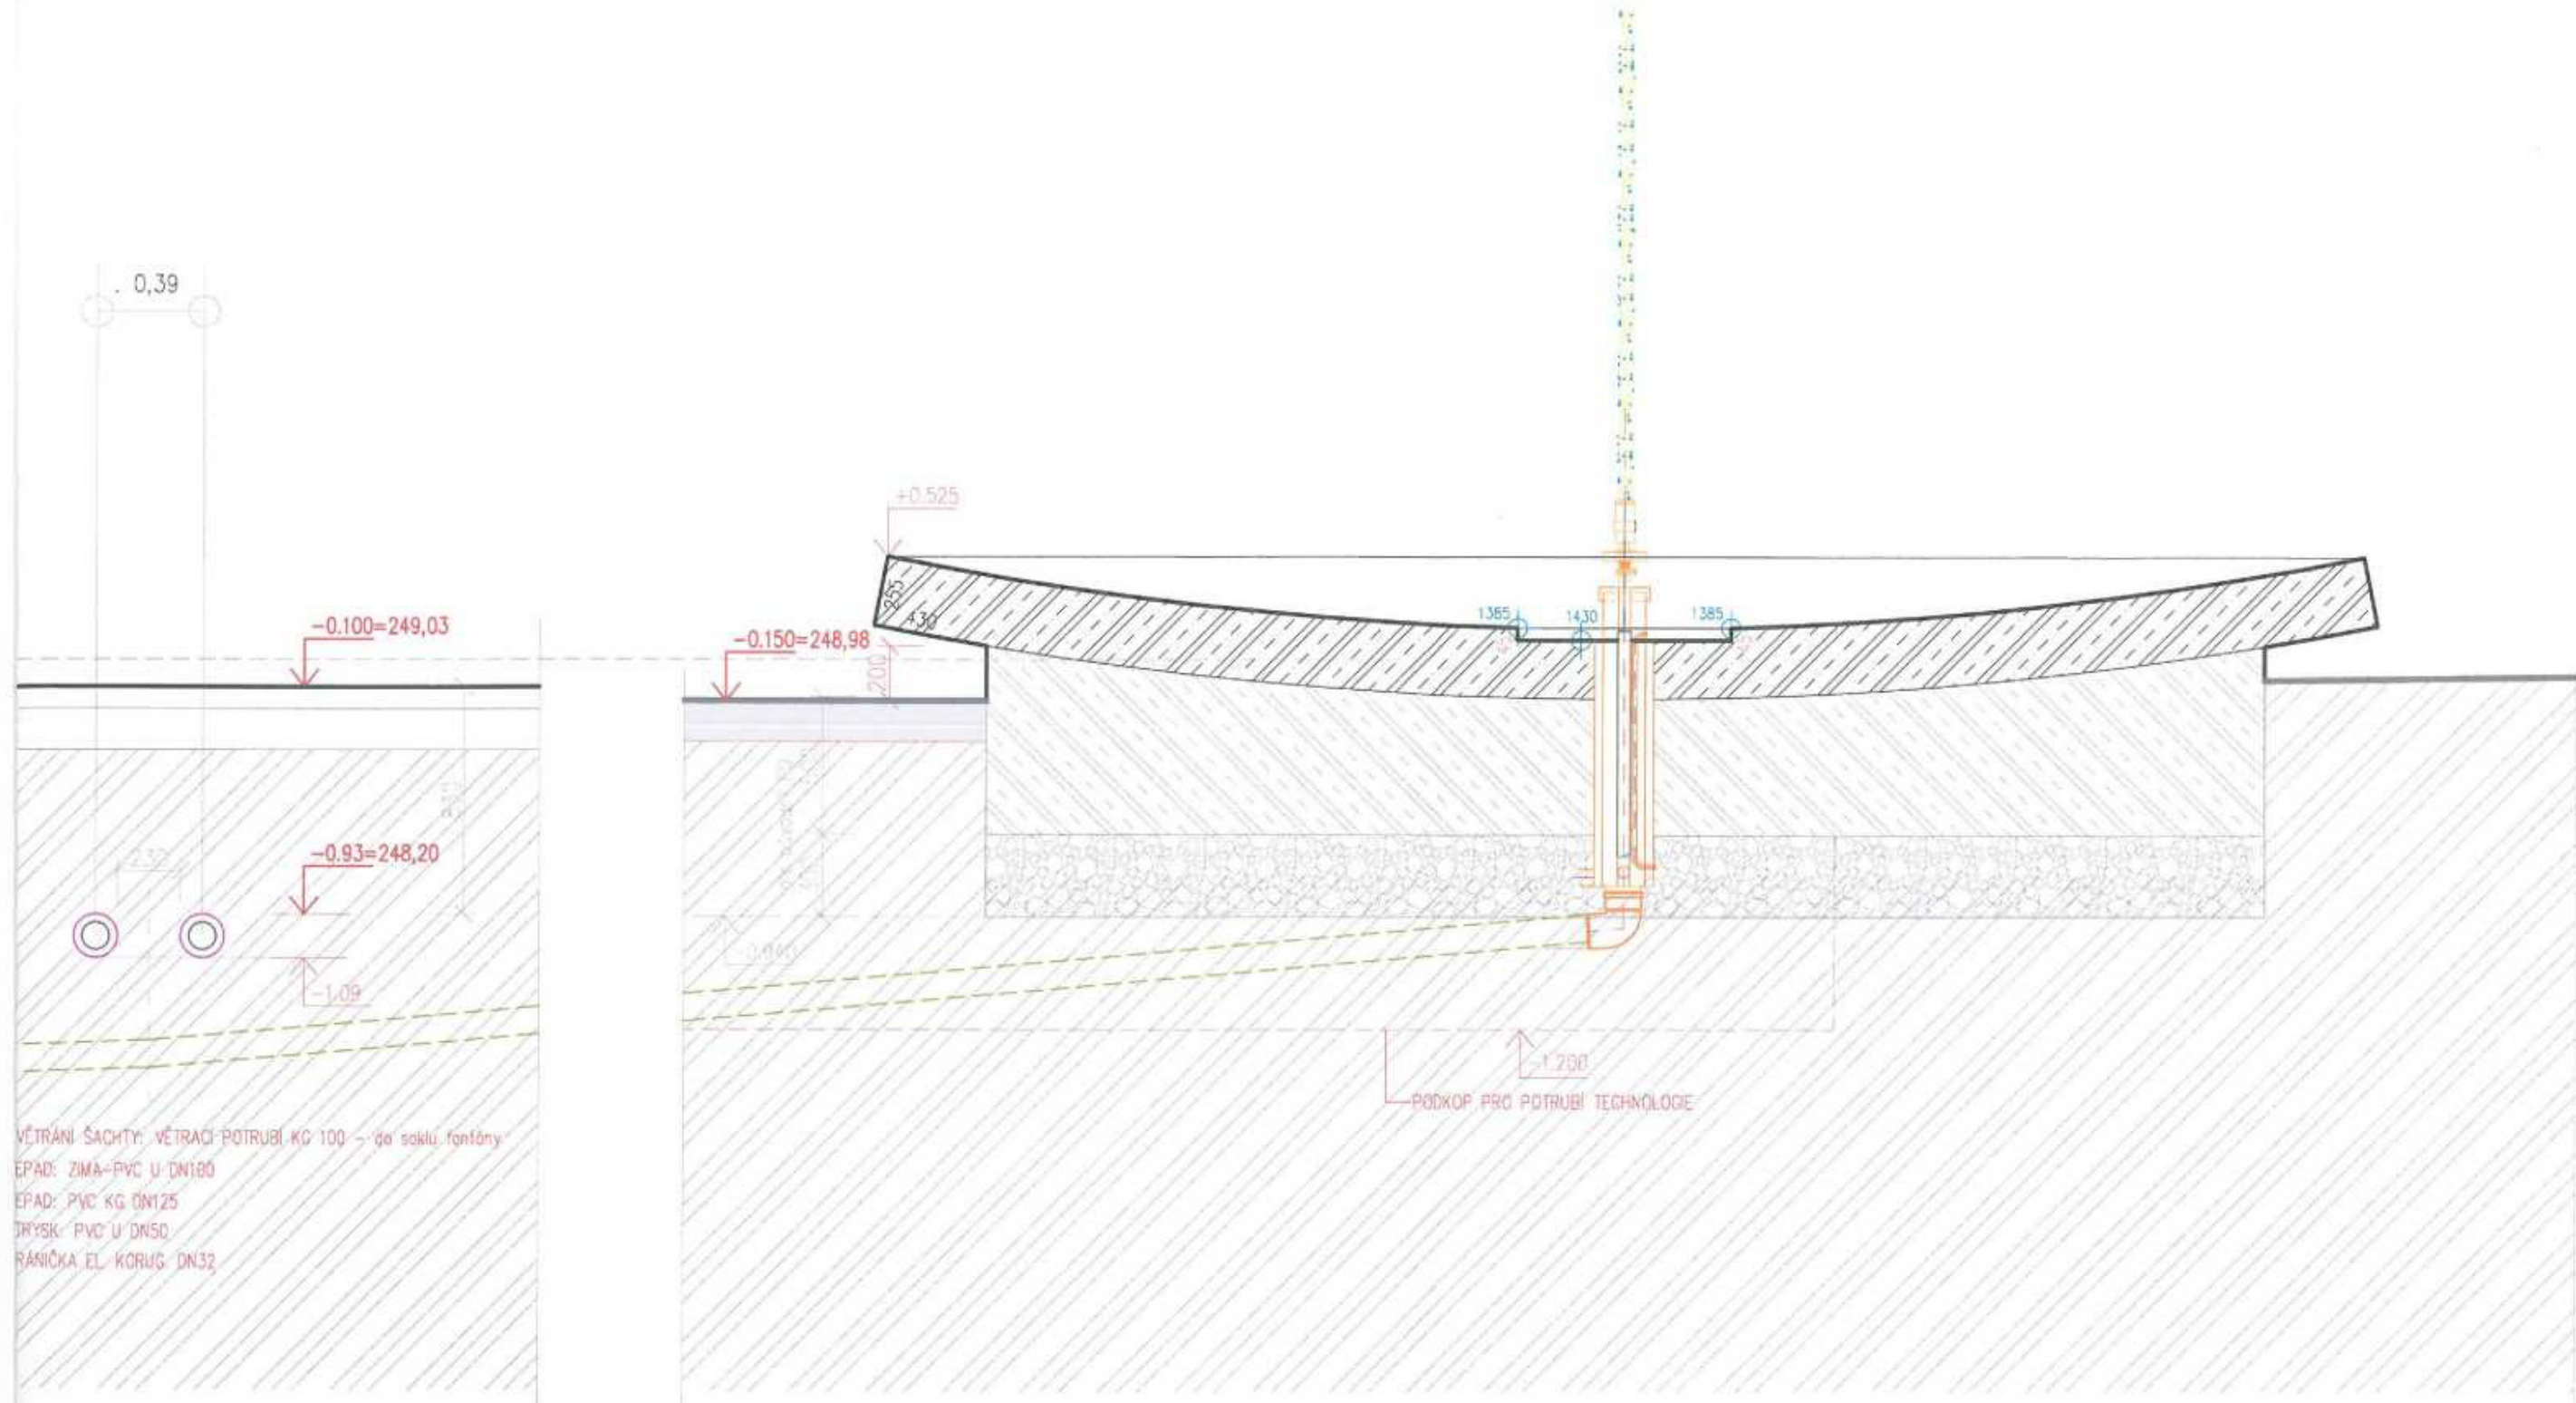 0,39
+0.525
255
430
1385
1430
1385
-0.100=249,03
-0.150=248,98
200
-0.93=248,20
-1.09
-1.200
PODKOP PRO POTRUBÍ TECHNOLOGIE
VĚTRÁNÍ ŠACHTY: VĚTRACÍ POTRUBÍ KG 100 - do soklu fontány
EPAD: ZIMA-PVC U DN100
EPAD: PVC KG DN125
TRYSK: PVC U DN50
RÁNIČKA EL. KORUG. DN32